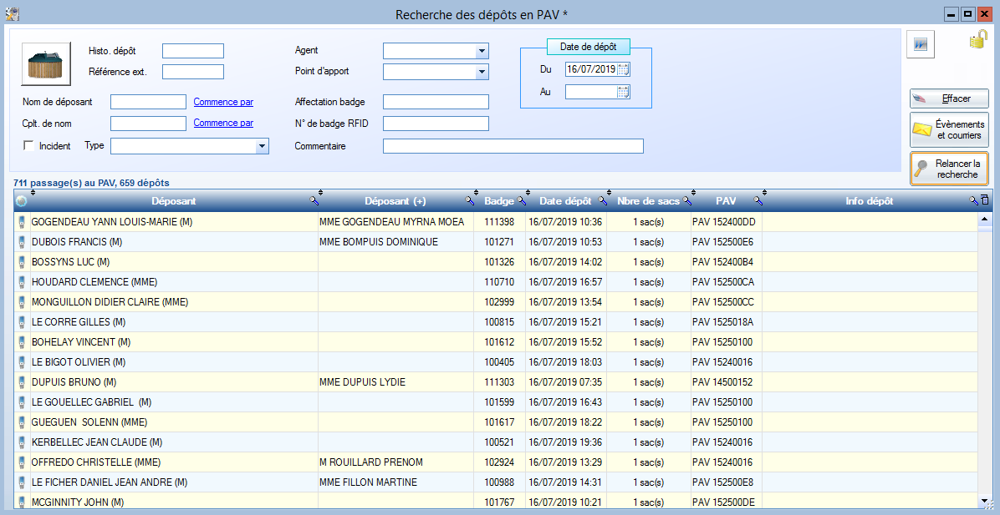 Recherche des dépôts en PAV *
Histo. dépôt
Référence ext.
Agent
Point d'apport
Date de dépôt
Du 16/07/2019
Au
Nom de déposant Commence par
Cplt. de nom Commence par
Incident Type
Affectation badge
N° de badge RFID
Commentaire
Effacer
Évènements
et courriers
Relancer la
recherche
711 passage(s) au PAV, 659 dépôts
Déposant Déposant (+) Badge Date dépôt Nbre de sacs PAV Info dépôt
GOGENDEAU YANN LOUIS-MARIE (M) MME GOGENDEAU MYRNA MOEA 111398 16/07/2019 10:36 1 sac(s) PAV 152400DD
DUBOIS FRANCIS (M) MME BOMPUIS DOMINIQUE 101271 16/07/2019 10:53 1 sac(s) PAV 152500E6
BOSSYNS LUC (M) 101326 16/07/2019 14:02 1 sac(s) PAV 152400B4
HOUDARD CLEMENCE (MME) 110710 16/07/2019 16:57 1 sac(s) PAV 152500CA
MONGUILLON DIDIER CLAIRE (MME) 102999 16/07/2019 13:54 1 sac(s) PAV 152500CC
LE CORRE GILLES (M) 100815 16/07/2019 15:21 1 sac(s) PAV 1525018A
BOHELAY VINCENT (M) 101612 16/07/2019 15:52 1 sac(s) PAV 15250100
LE BIGOT OLIVIER (M) 100405 16/07/2019 18:03 1 sac(s) PAV 15240016
DUPUIS BRUNO (M) MME DUPUIS LYDIE 111303 16/07/2019 07:35 1 sac(s) PAV 14500152
LE GOUELLEC GABRIEL (M) 101599 16/07/2019 16:43 1 sac(s) PAV 15250100
GUEGUEN SOLENN (MME) 101617 16/07/2019 18:22 1 sac(s) PAV 15250100
KERBELLEC JEAN CLAUDE (M) 100521 16/07/2019 19:36 1 sac(s) PAV 15240016
OFFREDO CHRISTELLE (MME) M ROUILLARD PRENOM 102924 16/07/2019 13:29 1 sac(s) PAV 15240016
LE FICHER DANIEL JEAN ANDRE (M) MME FILLON MARTINE 100988 16/07/2019 14:31 1 sac(s) PAV 152500E8
MCGINNITY JOHN (M) 101767 16/07/2019 10:21 1 sac(s) PAV 152500DE